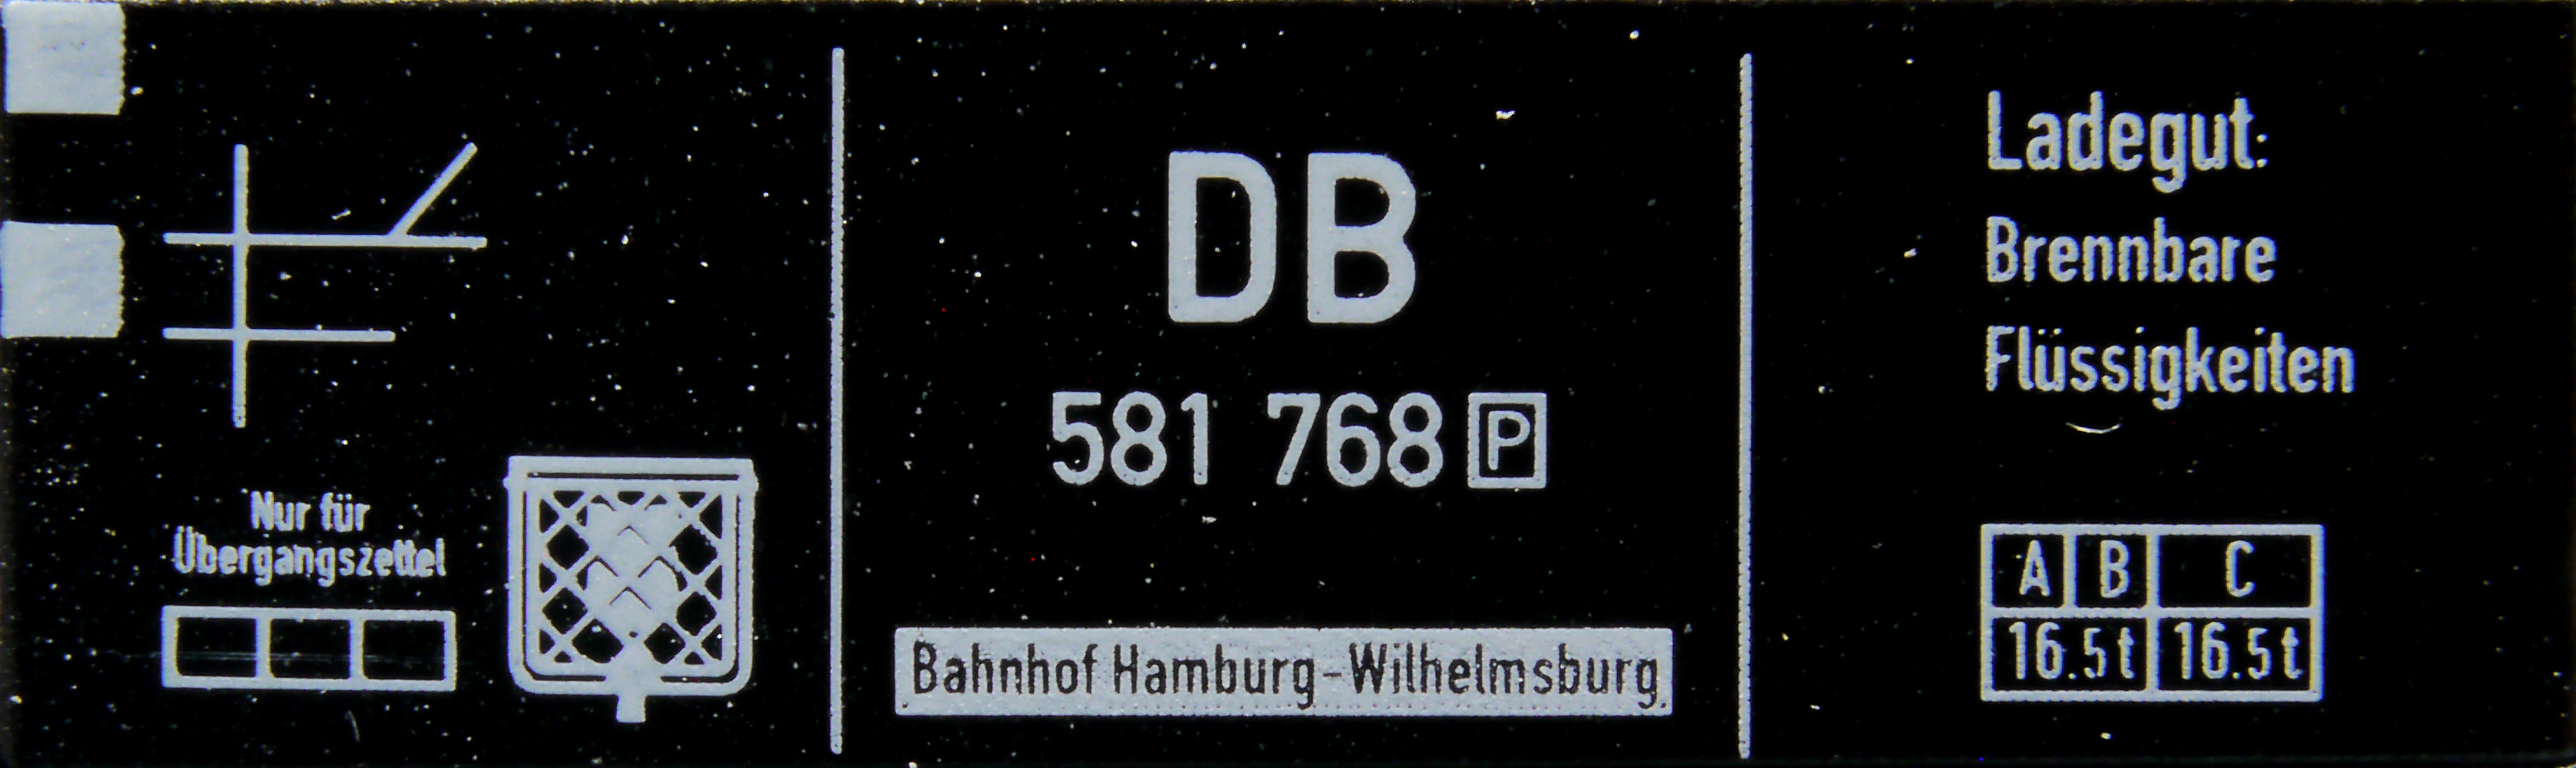 Nur für
Übergangszettel
DB
581 768 P
Bahnhof Hamburg-Wilhelmsburg
Ladegut:
Brennbare
Flüssigkeiten
A B C
16.5t 16.5t